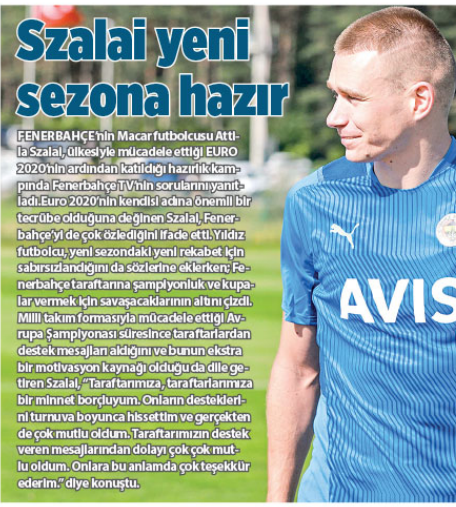 Szalai yeni
sezona hazır
FENERBAHÇE'nin Macar futbolcusu Atti-
la Szalai, ülkesiyle mücadele ettiği EURO
2020'nin ardından katıldığı hazırlık kam-
pında Fenerbahçe TV'nin sorularını yanıt-
ladı.Euro 2020'nin kendisi adına önemli bir
tecrübe olduğuna değinen Szalai, Fener-
bahçe'yi de çok özlediğini ifade etti. Yıldız
futbolcu, yeni sezondaki yeni rekabet için
sabırsızlandığını da sözlerine eklerken; Fe-
nerbahçe taraftarına şampiyonluk ve kupa-
lar vermek için savaşacaklarının altını çizdi.
Milli takım formasıyla mücadele ettiği Av-
rupa Şampiyonası süresince taraftarlardan
destek mesajları aldığını ve bunun ekstra
bir motivasyon kaynağı olduğu da dile ge-
tiren Szalai, "Taraftarımıza, taraftarlarımıza
bir minnet borçluyum. Onların destekleri-
ni turnuva boyunca hissettim ve gerçekten
de çok mutlu oldum. Taraftarımızın destek
veren mesajlarından dolayı çok çok mut-
lu oldum. Onlara bu anlamda çok teşekkür
ederim." diye konuştu.
AVIS